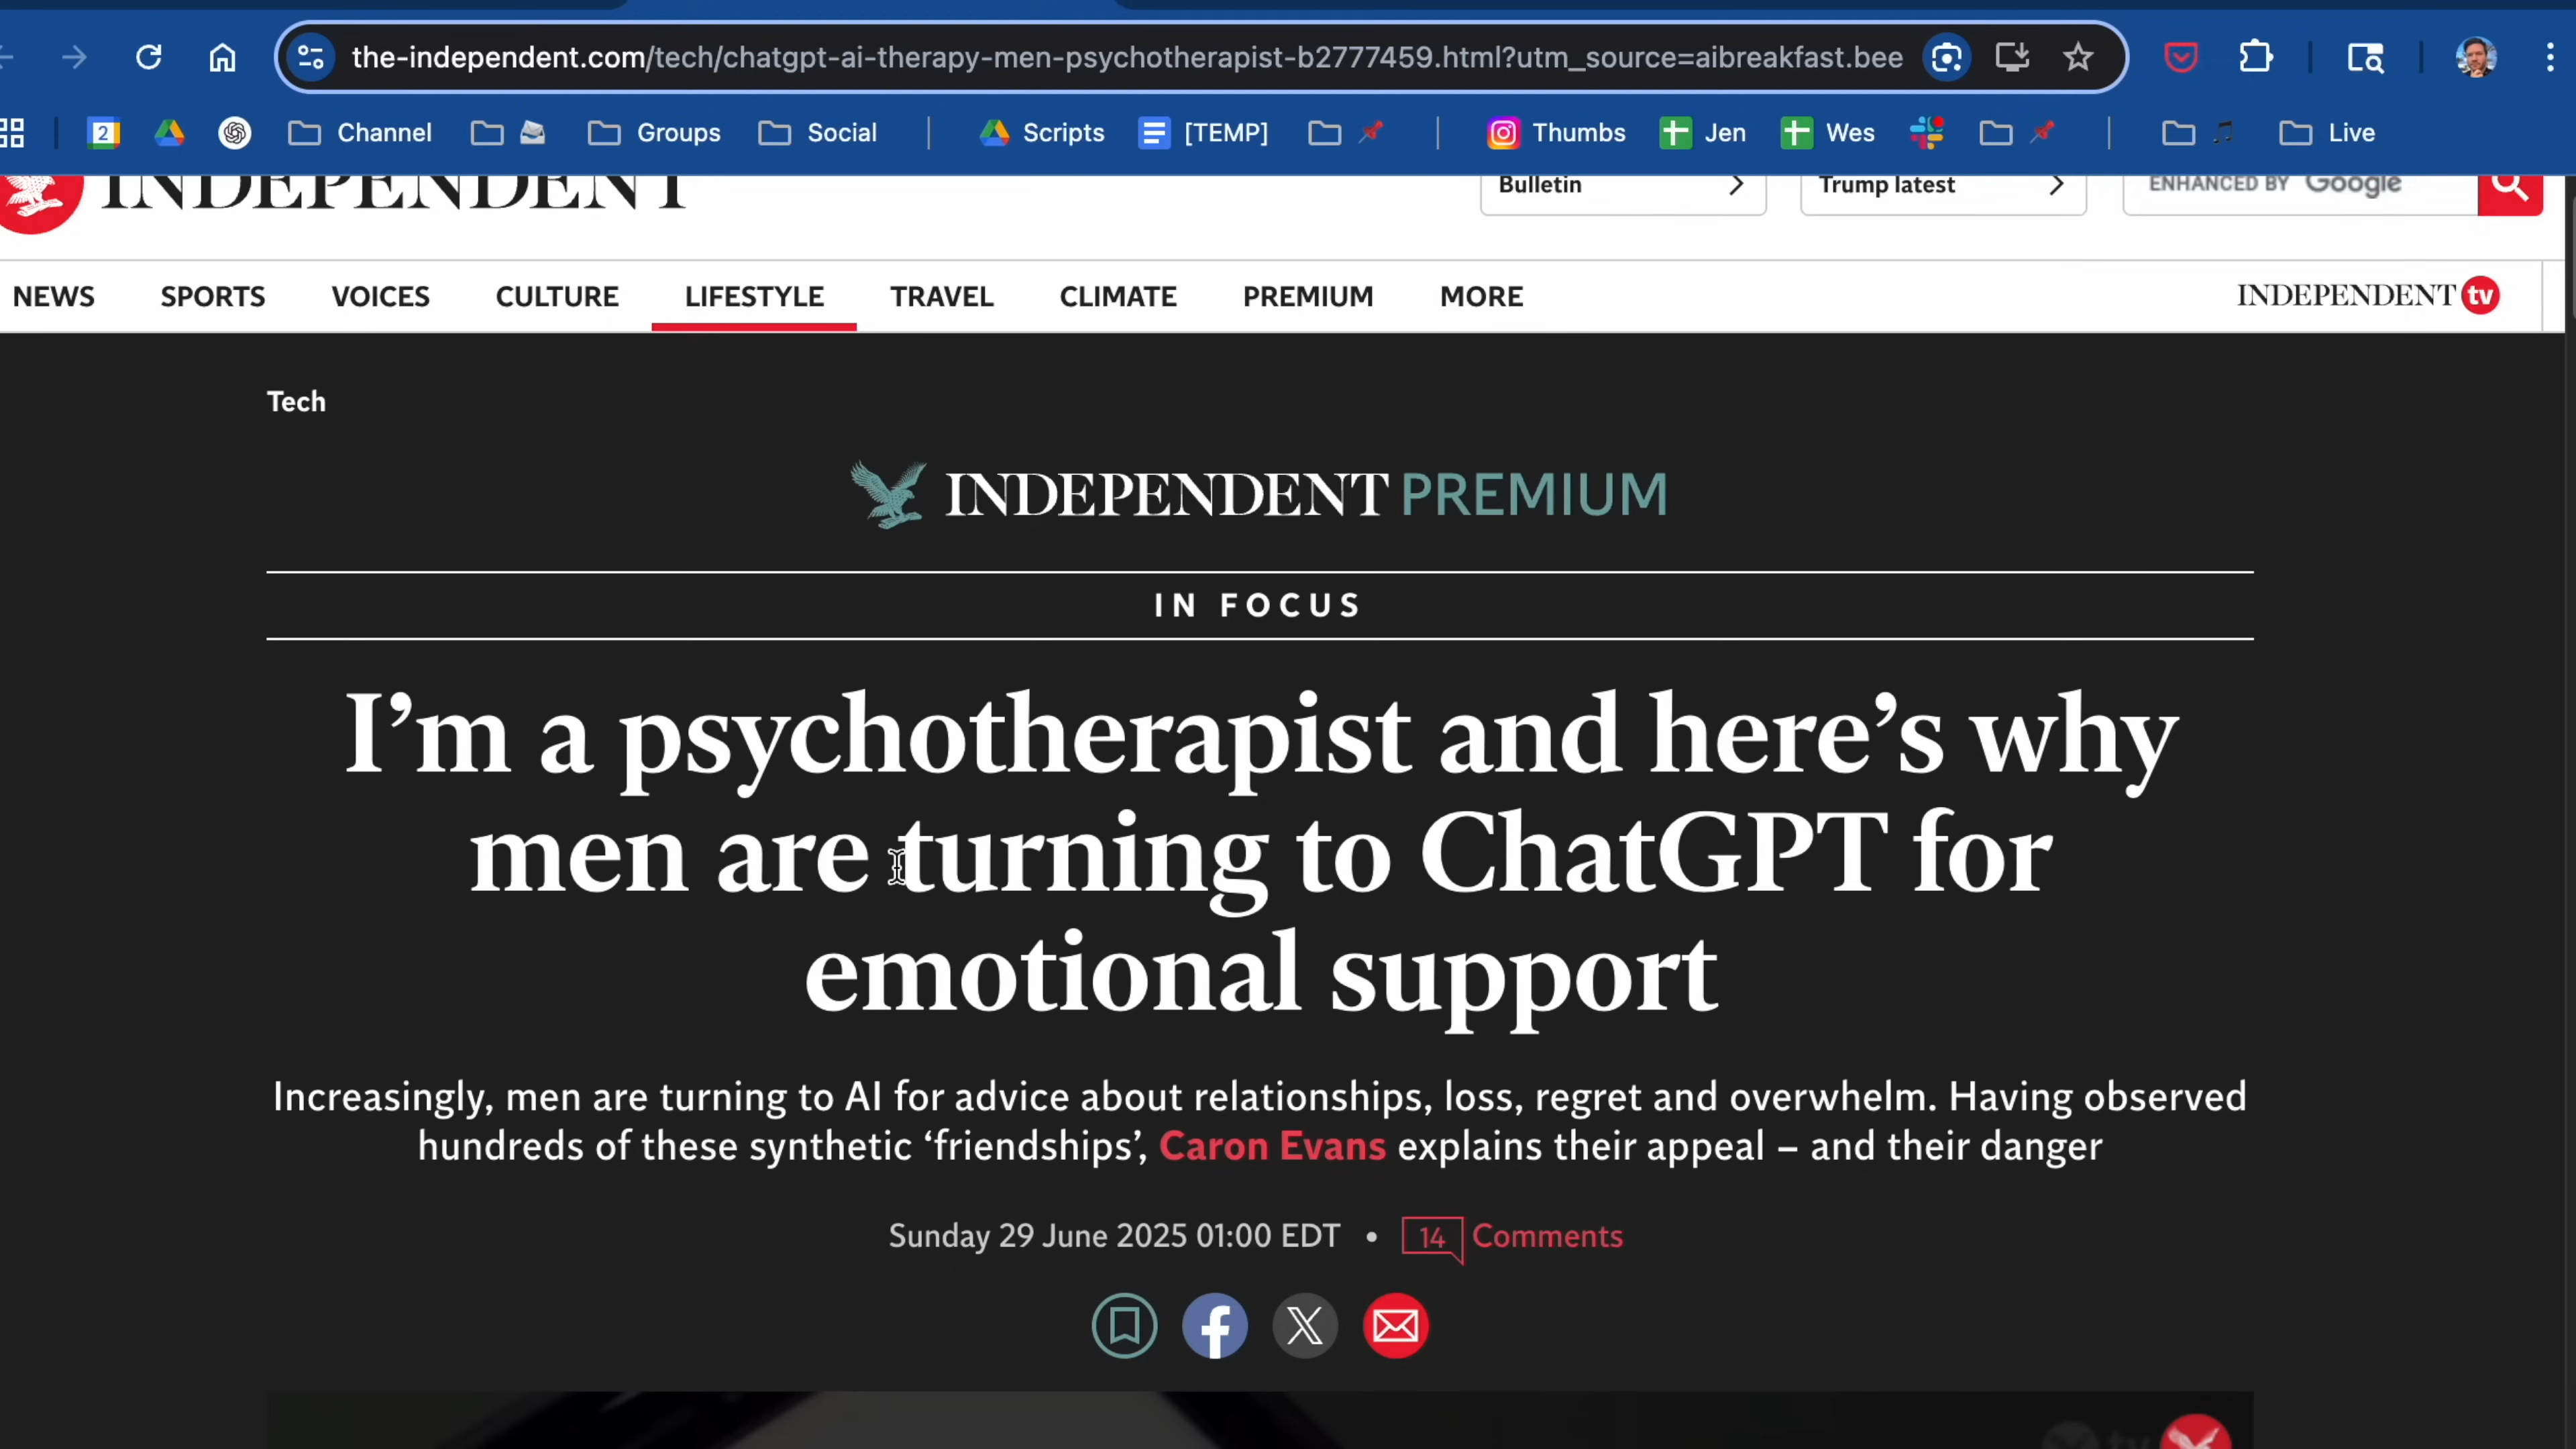 the-independent.com/tech/chatgpt-ai-therapy-men-psychotherapist-b2777459.html?utm_source=aibreakfast.bee
2 Channel Groups Social Scripts [TEMP] Thumbs Jen Wes Live
INDEPENDENT Bulletin Trump latest ENHANCED BY Google
NEWS SPORTS VOICES CULTURE LIFESTYLE TRAVEL CLIMATE PREMIUM MORE INDEPENDENT tv
Tech
INDEPENDENT PREMIUM
IN FOCUS
I’m a psychotherapist and here’s why
men are turning to ChatGPT for
emotional support
Increasingly, men are turning to AI for advice about relationships, loss, regret and overwhelm. Having observed
hundreds of these synthetic ‘friendships’, Caron Evans explains their appeal – and their danger
Sunday 29 June 2025 01:00 EDT • 14 Comments